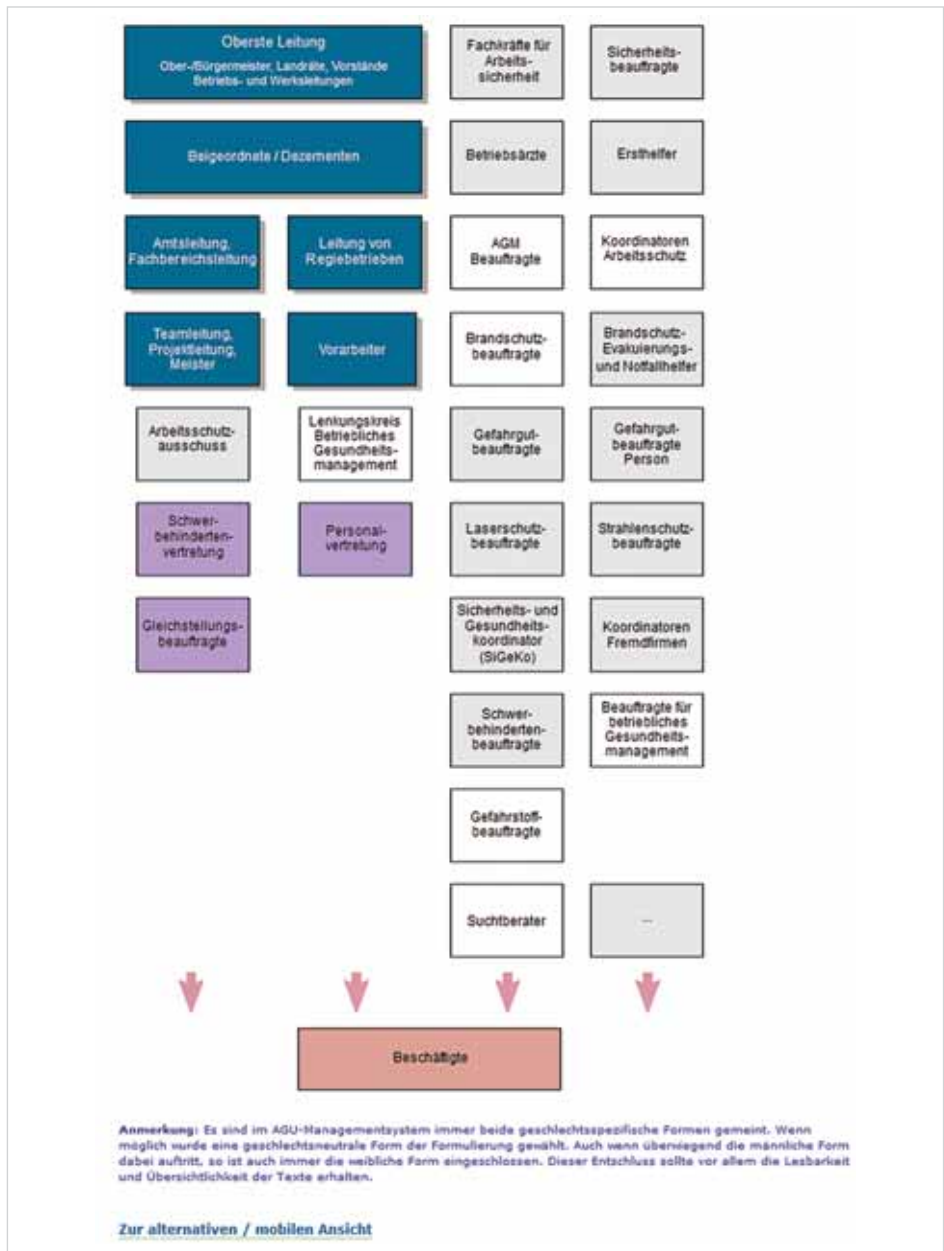 Oberste Leitung
Ober-/Bürgermeister, Landräte, Vorstände
Betriebs- und Werksleitungen
Beigeordnete / Dezernenten
Amtsleitung,
Fachbereichsleitung
Leitung von
Regiebetrieben
Teamleitung,
Projektleitung,
Meister
Vorarbeiter
Arbeitsschutz-
ausschuss
Lenkungskreis
Betriebliches
Gesundheits-
management
Schwer-
behinderten-
vertretung
Personal-
vertretung
Gleichstellungs-
beauftragte
Fachkräfte für
Arbeits-
sicherheit
Sicherheits-
beauftragte
Betriebsärzte
Ersthelfer
AGM
Beauftragte
Koordinatoren
Arbeitsschutz
Brandschutz-
beauftragte
Brandschutz-
Evakuierungs-
und Notfallhelfer
Gefahrgut-
beauftragte
Gefahrgut-
beauftragte
Person
Laserschutz-
beauftragte
Strahlenschutz-
beauftragte
Sicherheits- und
Gesundheits-
koordinator
(SiGeKo)
Koordinatoren
Fremdfirmen
Schwer-
behinderten-
beauftragte
Beauftragte für
betriebliches
Gesundheits-
management
Gefahrstoff-
beauftragte
Suchtberater
...
Beschäftigte
Anmerkung: Es sind im AGU-Managementsystem immer beide geschlechtsspezifische Formen gemeint. Wenn
möglich wurde eine geschlechtsneutrale Form der Formulierung gewählt. Auch wenn überwiegend die männliche Form
dabei auftritt, so ist auch immer die weibliche Form eingeschlossen. Dieser Entschluss sollte vor allem die Lesbarkeit
und Übersichtlichkeit der Texte erhalten.
Zur alternativen / mobilen Ansicht